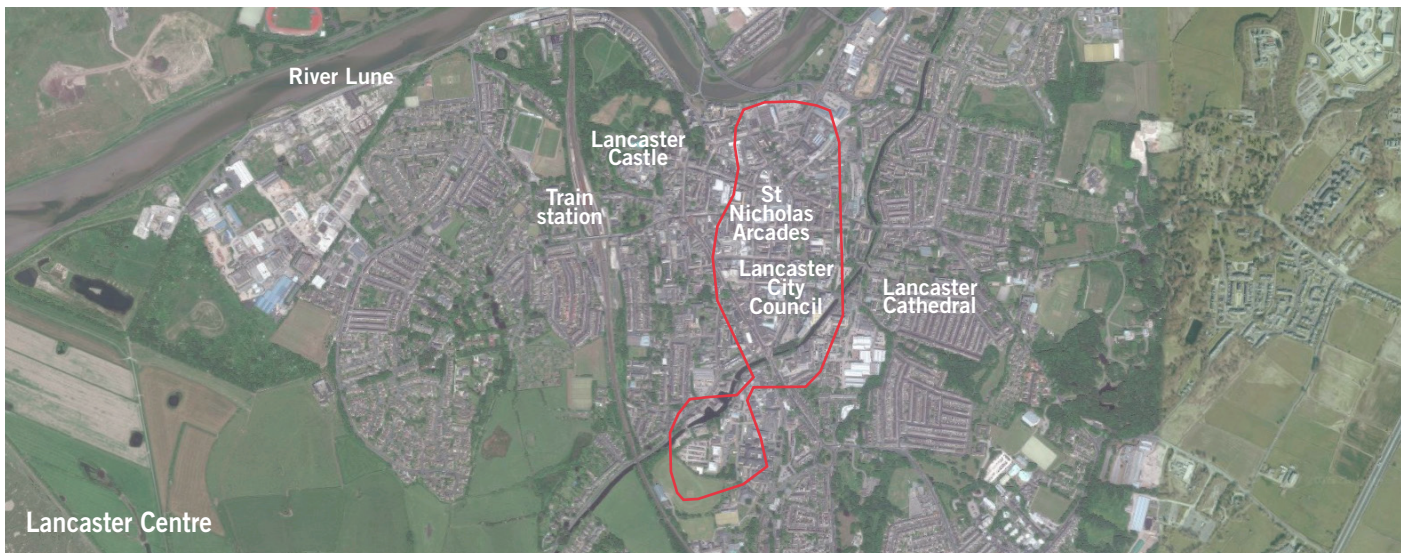 River Lune
Lancaster
Castle
Train
station
St
Nicholas
Arcades
Lancaster
City
Council
Lancaster
Cathedral
Lancaster Centre